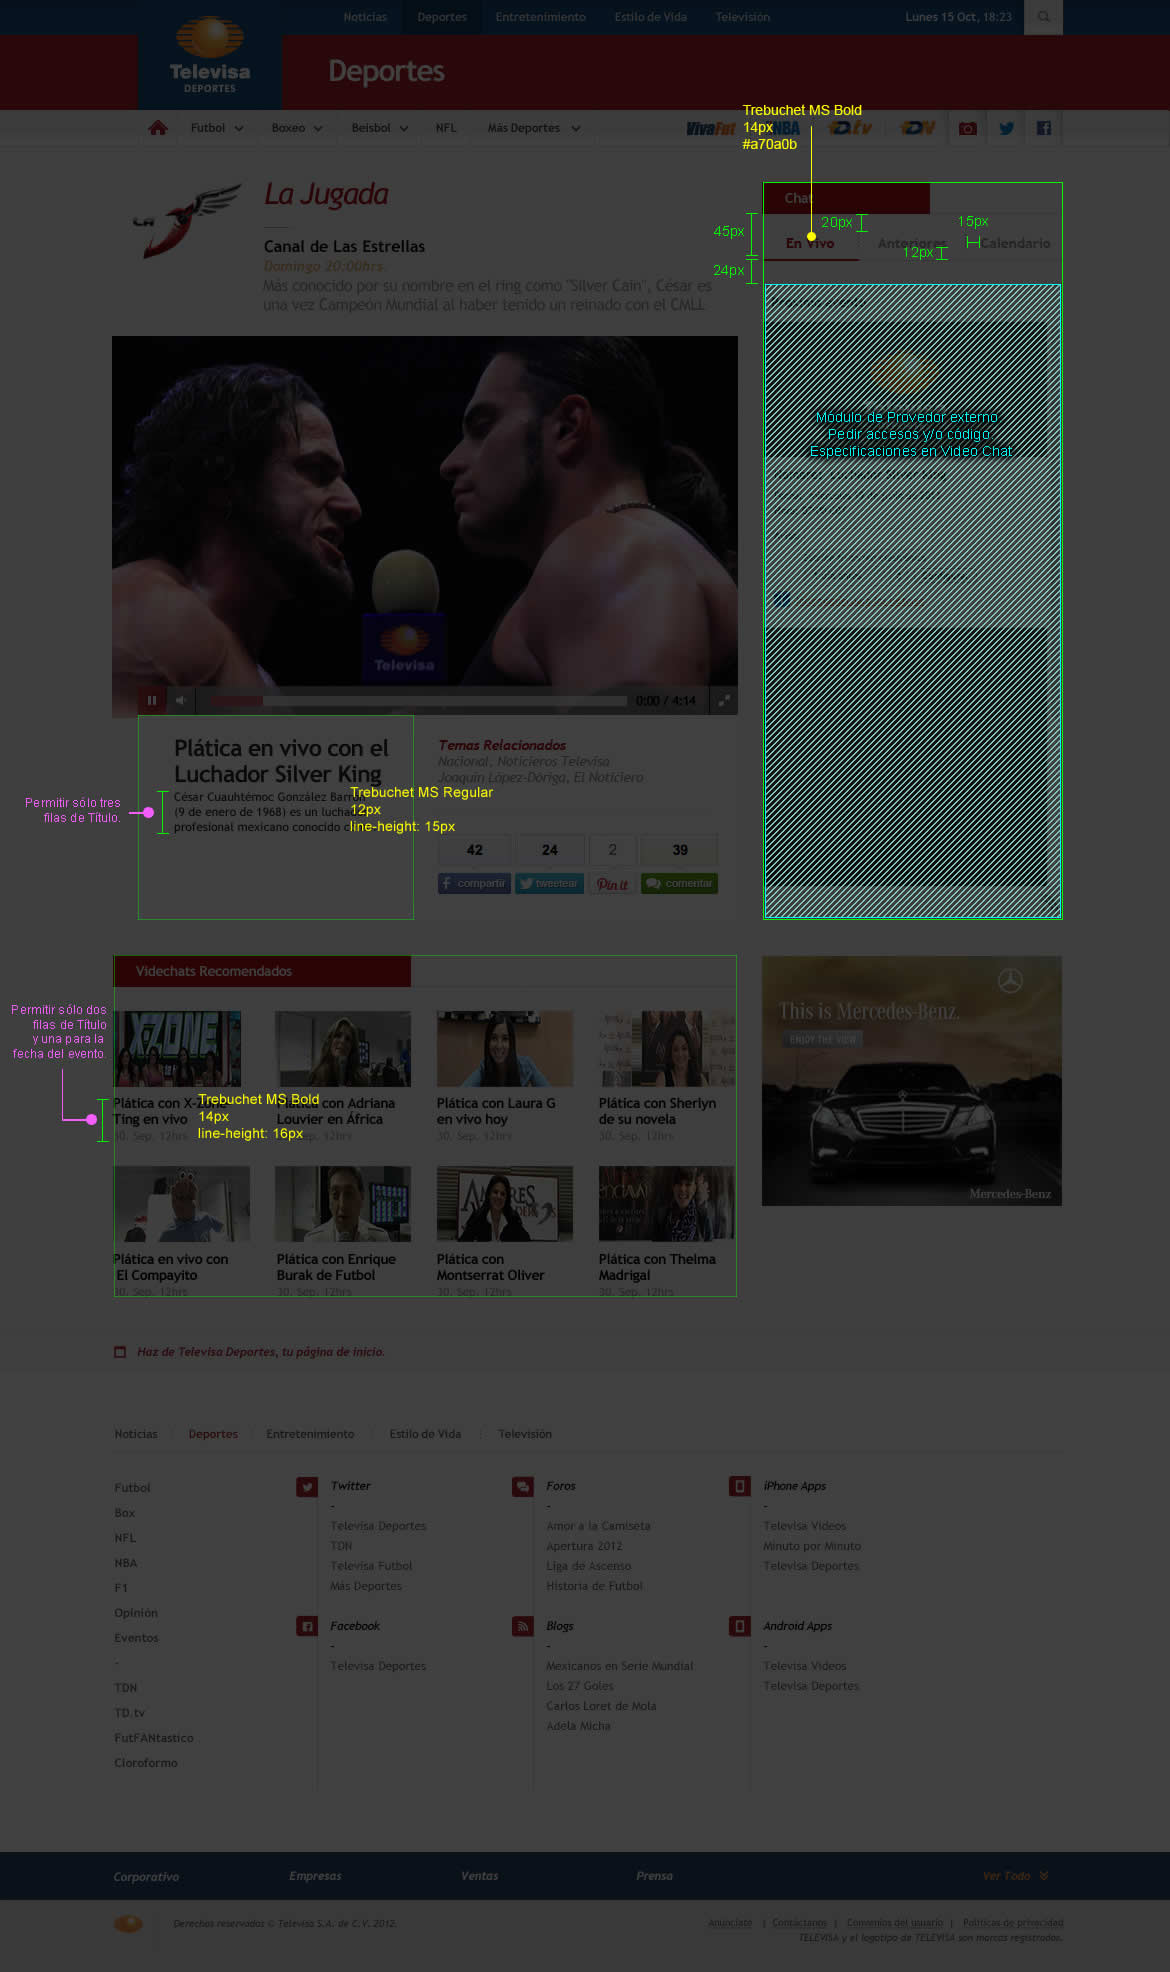 Noticias
Deportes
Entretenimiento
Estilo de Vida
Televisión
Lunes 15 Oct, 18:23
Televisa
DEPORTES
Deportes
Futbol
Boxeo
Beisbol
NFL
Más Deportes
VivaFut
NBA
Trebuchet MS Bold
14px
#a70a0b
LA
La Jugada
Canal de Las Estrellas
Domingo 20:00hrs.
Más conocido por su nombre en el ring como "Silver Cain", César es
una vez Campeón Mundial al haber tenido un reinado con el CMLL
Chat
45px
20px
15px
En Vivo
Anteriores
Calendario
12px
24px
Módulo de Provedor externo
Pedir accesos y/o código
Especificaciones en Video Chat
Televisa
0:00 / 4:14
Plática en vivo con el
Luchador Silver King
César Cuauhtémoc González Barrón
(9 de enero de 1968) es un luchador
profesional mexicano conocido
Trebuchet MS Regular
12px
line-height: 15px
Permitir sólo tres
filas de Título.
Temas Relacionados
Nacional, Noticieros Televisa
Joaquín López-Dóriga, El Noticiero
42
24
2
39
compartir
tweetear
Pin it
comentar
Videchats Recomendados
Permitir sólo dos
filas de Título
y una para la
fecha del evento.
X-ZONE
Plática con X-Zone
Ting en vivo
30. Sep. 12hrs
Trebuchet MS Bold
14px
line-height: 16px
Plática con Adriana
Louvier en África
30. Sep. 12hrs
Plática con Laura G
en vivo hoy
30. Sep. 12hrs
Plática con Sherlyn
de su novela
30. Sep. 12hrs
Plática en vivo con
El Compayito
30. Sep. 12hrs
Plática con Enrique
Burak de Futbol
30. Sep. 12hrs
Plática con
Montserrat Oliver
30. Sep. 12hrs
Plática con Thelma
Madrigal
30. Sep. 12hrs
This is Mercedes-Benz.
ENJOY THE VIEW
Mercedes-Benz
Haz de Televisa Deportes, tu página de inicio.
Noticias
Deportes
Entretenimiento
Estilo de Vida
Televisión
Futbol
Box
NFL
NBA
F1
Opinión
Eventos
-
TDN
TD.tv
FutFANtastico
Cloroformo
Twitter
-
Televisa Deportes
TDN
Televisa Futbol
Más Deportes
Foros
-
Amor a la Camiseta
Apertura 2012
Liga de Ascenso
Historia de Futbol
iPhone Apps
-
Televisa Videos
Minuto por Minuto
Televisa Deportes
Facebook
-
Televisa Deportes
Blogs
-
Mexicanos en Serie Mundial
Los 27 Goles
Carlos Loret de Mola
Adela Micha
Android Apps
-
Televisa Videos
Televisa Deportes
Corporativo
Empresas
Ventas
Prensa
Ver Todo
Derechos reservados © Televisa S.A. de C.V. 2012.
Anúnciate | Contáctanos | Convenios del usuario | Políticas de privacidad
TELEVISA y el logotipo de TELEVISA son marcas registradas.